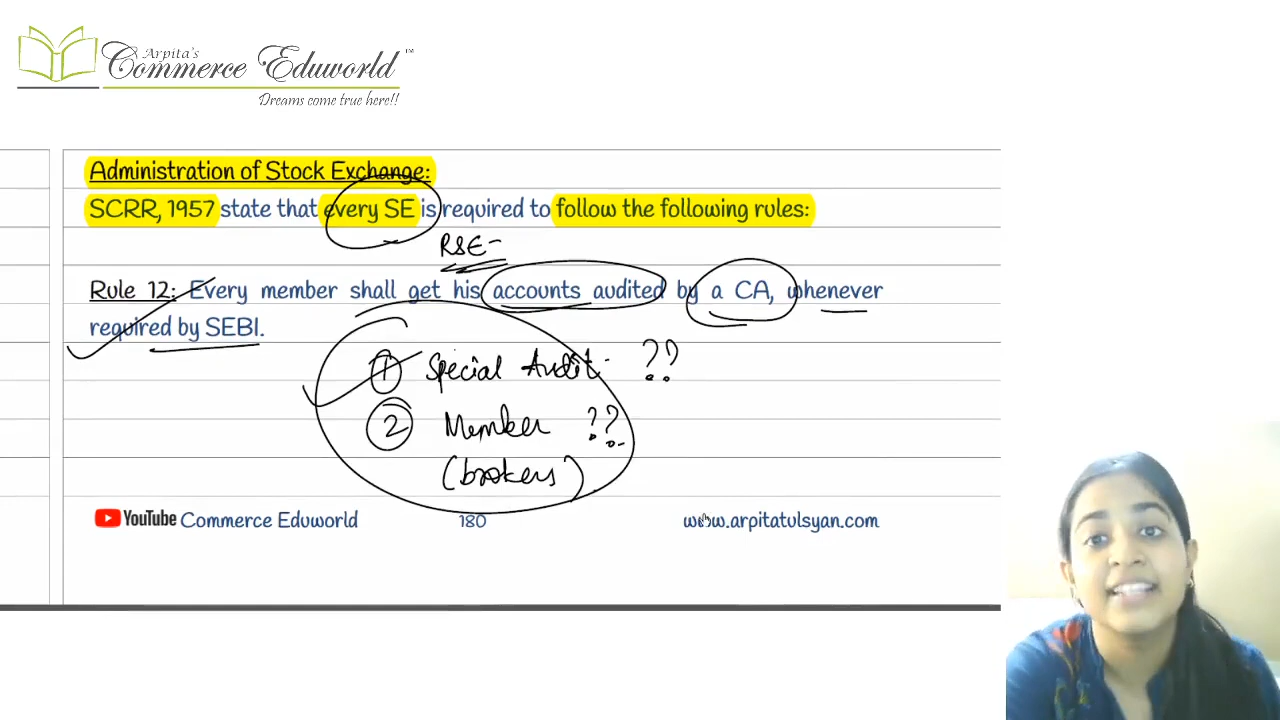 Arpita's
Commerce Eduworld™
Dreams come true here!!
Administration of Stock Exchange:
SCRR, 1957 state that every SE is required to follow the following rules:
RSE-
Rule 12: Every member shall get his accounts audited by a CA, whenever
required by SEBI.
① Special Audit ??
② Member ??
(brokers)
YouTube Commerce Eduworld 180 www.arpitatulsyan.com